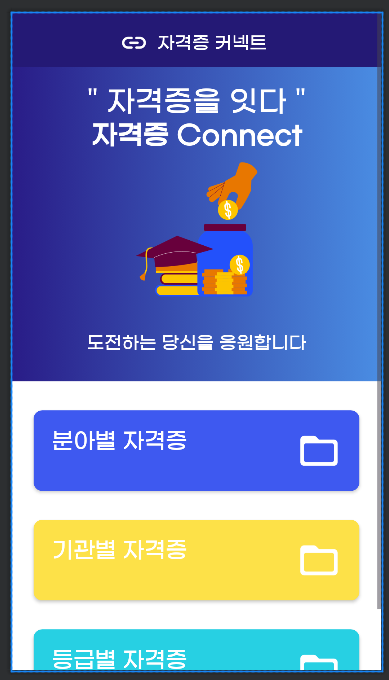 자격증 커넥트
" 자격증을 잇다 "
자격증 Connect
$
$
도전하는 당신을 응원합니다
분아별 자격증
기관별 자격증
등급별 자격증